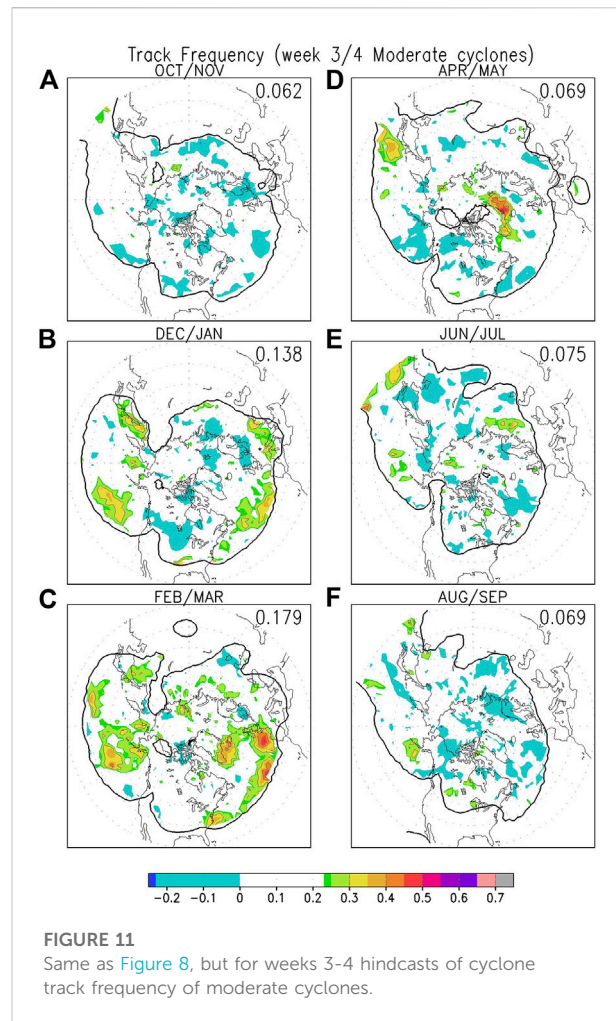 Track Frequency (week 3/4 Moderate cyclones)
A OCT/NOV 0.062
D APR/MAY 0.069
B DEC/JAN 0.138
E JUN/JUL 0.075
C FEB/MAR 0.179
F AUG/SEP 0.069
-0.2 -0.1 0 0.2 0.3 0.4 0.5 0.6 0.7
FIGURE 11
Same as Figure 8, but for weeks 3-4 hindcasts of cyclone
track frequency of moderate cyclones.